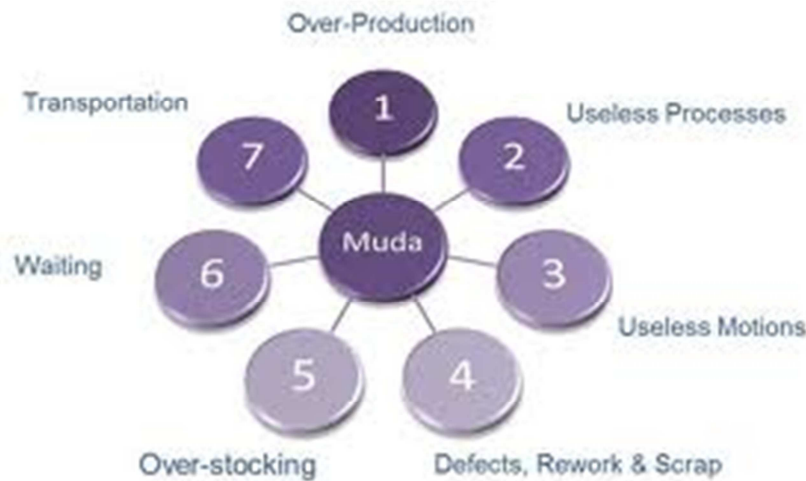 Over-Production
Transportation
1
Useless Processes
7
2
Muda
Waiting
6
3
Useless Motions
5
4
Over-stocking
Defects, Rework & Scrap